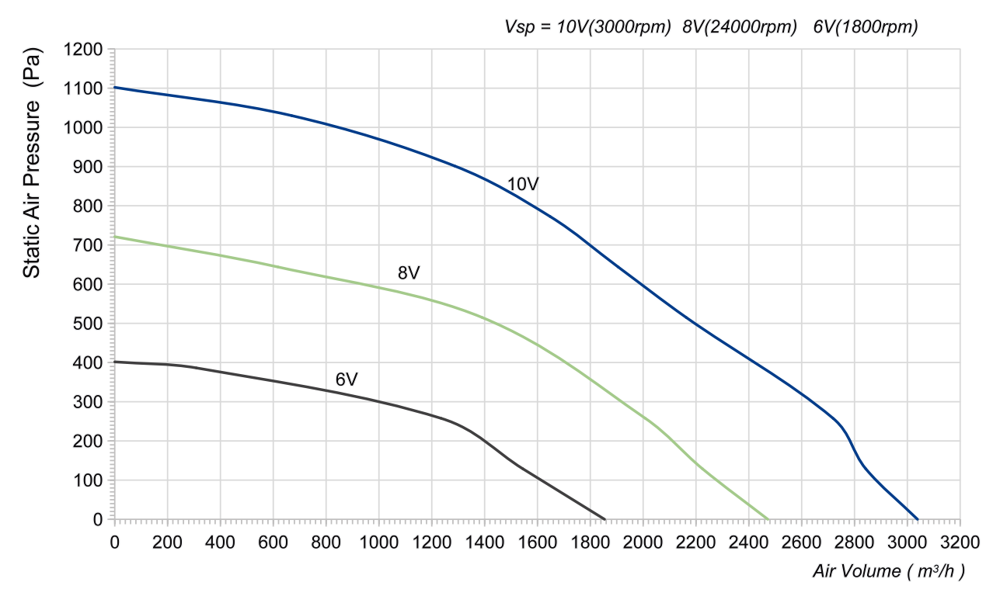 Vsp = 10V(3000rpm) 8V(24000rpm) 6V(1800rpm)
Static Air Pressure (Pa)
1200
1100
1000
900
800
700
600
500
400
300
200
100
0
10V
8V
6V
0 200 400 600 800 1000 1200 1400 1600 1800 2000 2200 2400 2600 2800 3000 3200
Air Volume ( m³/h )